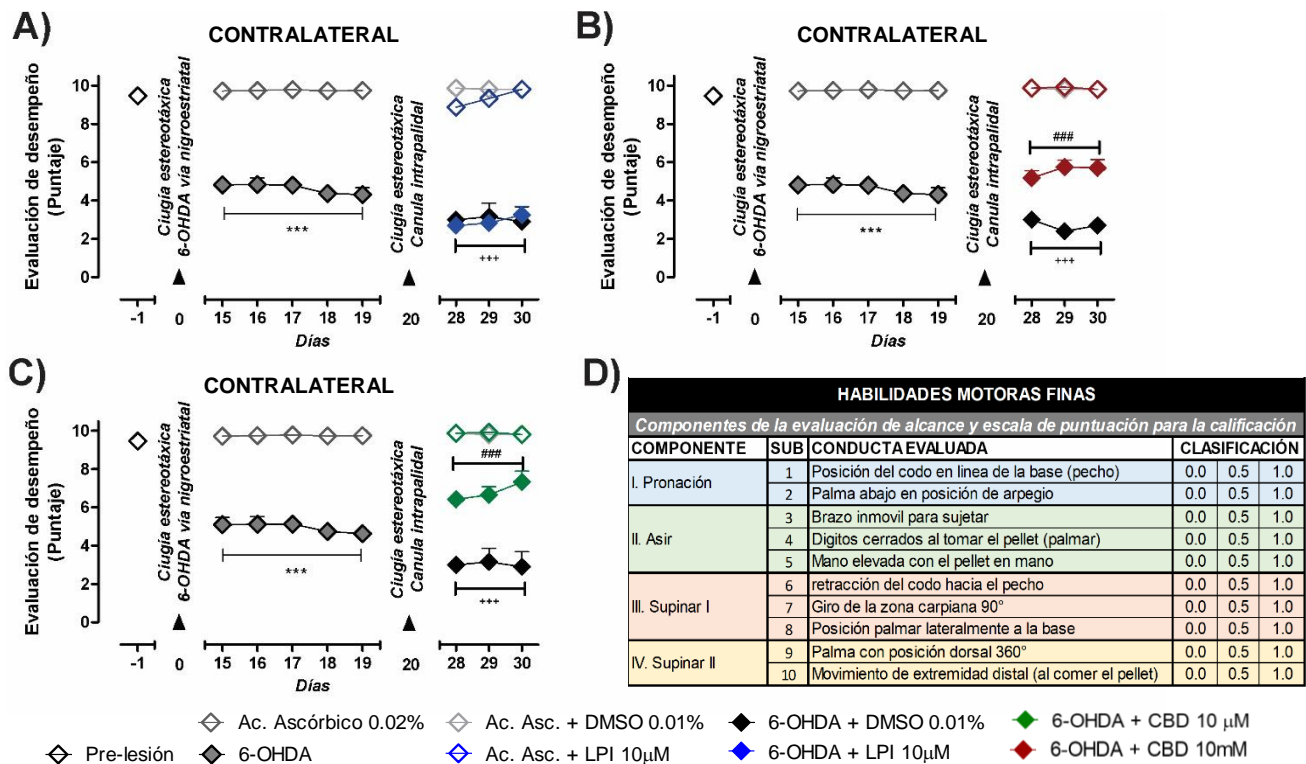 A)
CONTRALATERAL
Evaluación de desempeño
(Puntaje)
10
8
6
4
2
0
Ciugía estereotáxica
6-OHDA vía nigroestriatal
Ciugía estereotáxica
Canula intrapalidal
***
+++
-1
0
15
16
17
18
19
20
28
29
30
Días
B)
CONTRALATERAL
Evaluación de desempeño
(Puntaje)
10
8
6
4
2
0
Ciugía estereotáxica
6-OHDA vía nigroestriatal
Ciugía estereotáxica
Canula intrapalidal
***
###
+++
-1
0
15
16
17
18
19
20
28
29
30
Días
C)
CONTRALATERAL
Evaluación de desempeño
(Puntaje)
10
8
6
4
2
0
Ciugía estereotáxica
6-OHDA vía nigroestriatal
Ciugía estereotáxica
Canula intrapalidal
***
###
+++
-1
0
15
16
17
18
19
20
28
29
30
Días
D)
HABILIDADES MOTORAS FINAS
Componentes de la evaluación de alcance y escala de puntuación para la calificación
COMPONENTE SUB CONDUCTA EVALUADA CLASIFICACIÓN
I. Pronación
1 Posición del codo en linea de la base (pecho) 0.0 0.5 1.0
2 Palma abajo en posición de arpegio 0.0 0.5 1.0
II. Asir
3 Brazo inmovil para sujetar 0.0 0.5 1.0
4 Digitos cerrados al tomar el pellet (palmar) 0.0 0.5 1.0
5 Mano elevada con el pellet en mano 0.0 0.5 1.0
III. Supinar I
6 retracción del codo hacia el pecho 0.0 0.5 1.0
7 Giro de la zona carpiana 90° 0.0 0.5 1.0
8 Posición palmar lateralmente a la base 0.0 0.5 1.0
IV. Supinar II
9 Palma con posición dorsal 360° 0.0 0.5 1.0
10 Movimiento de extremidad distal (al comer el pellet) 0.0 0.5 1.0
Ac. Ascórbico 0.02% Ac. Asc. + DMSO 0.01% 6-OHDA + DMSO 0.01% 6-OHDA + CBD 10 µM
Pre-lesión 6-OHDA Ac. Asc. + LPI 10µM 6-OHDA + LPI 10µM 6-OHDA + CBD 10mM